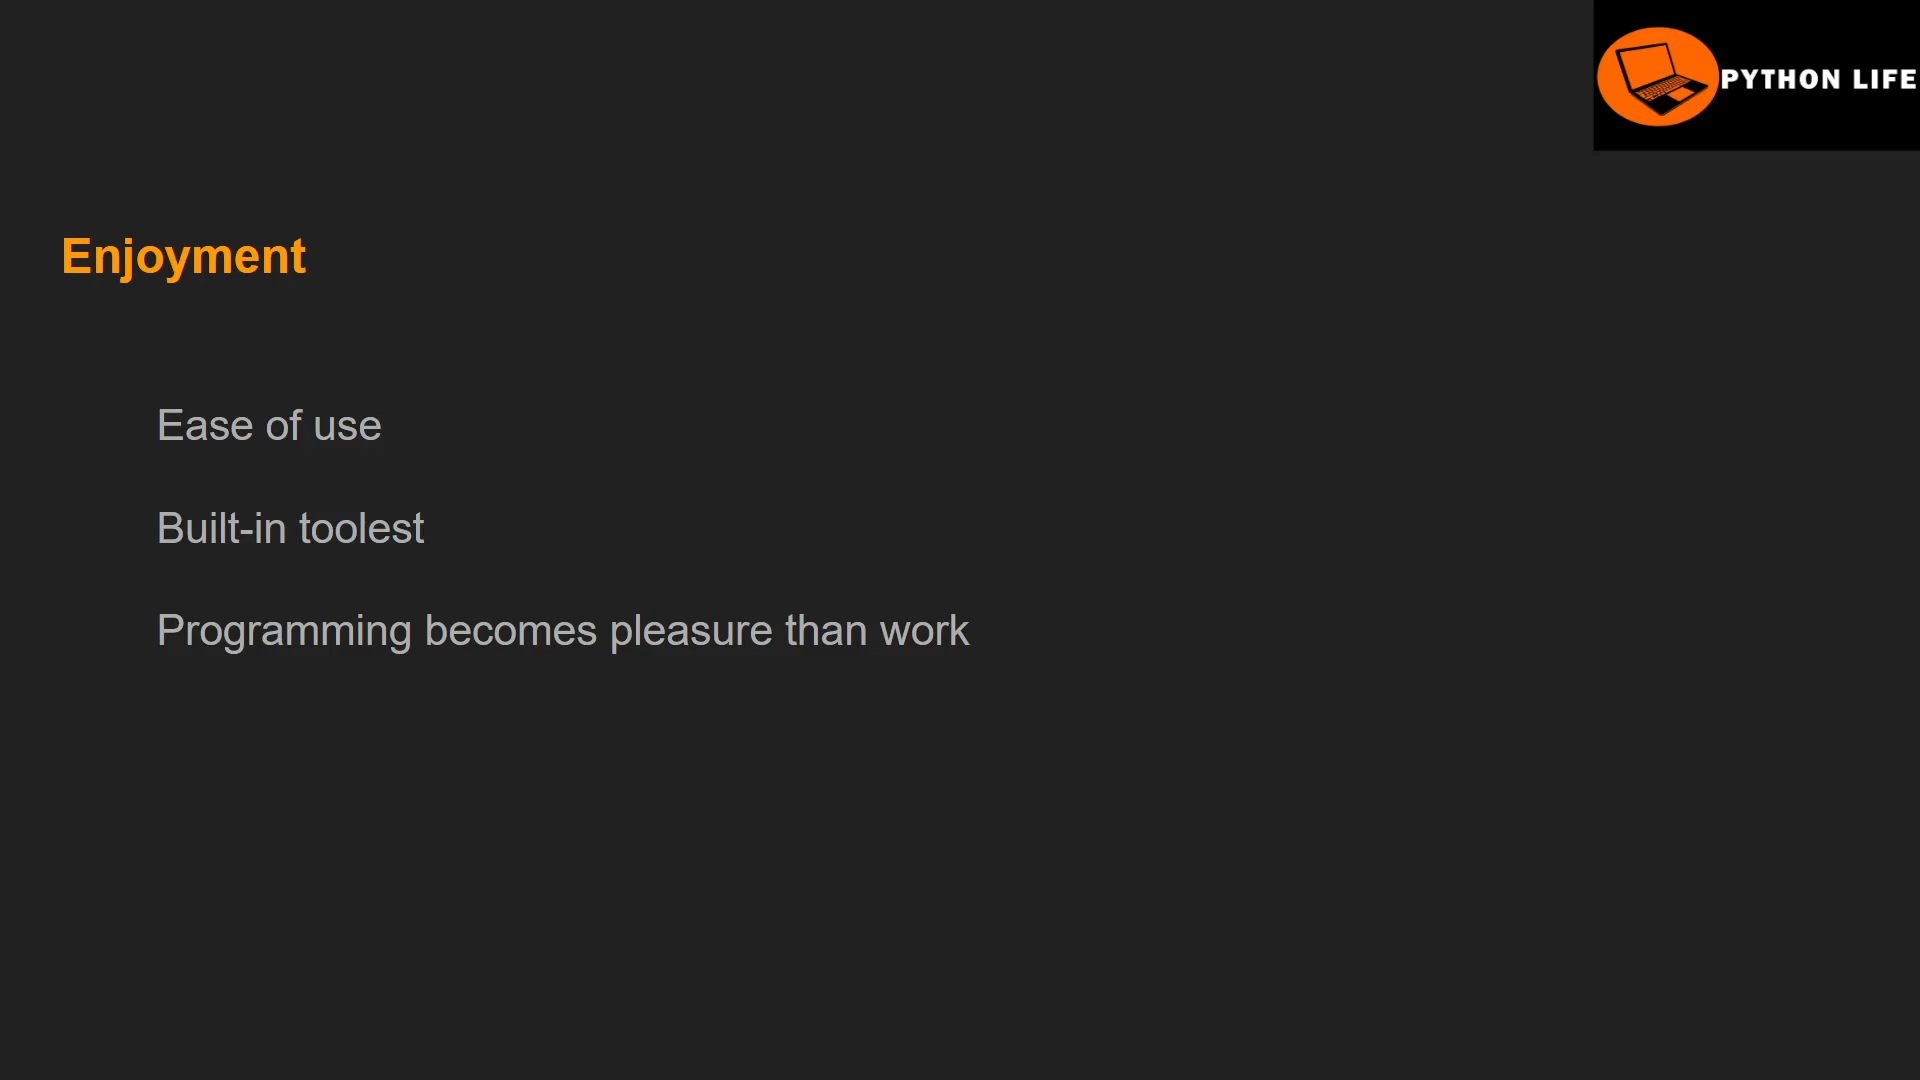 PYTHON LIFE
Enjoyment
Ease of use
Built-in toolest
Programming becomes pleasure than work